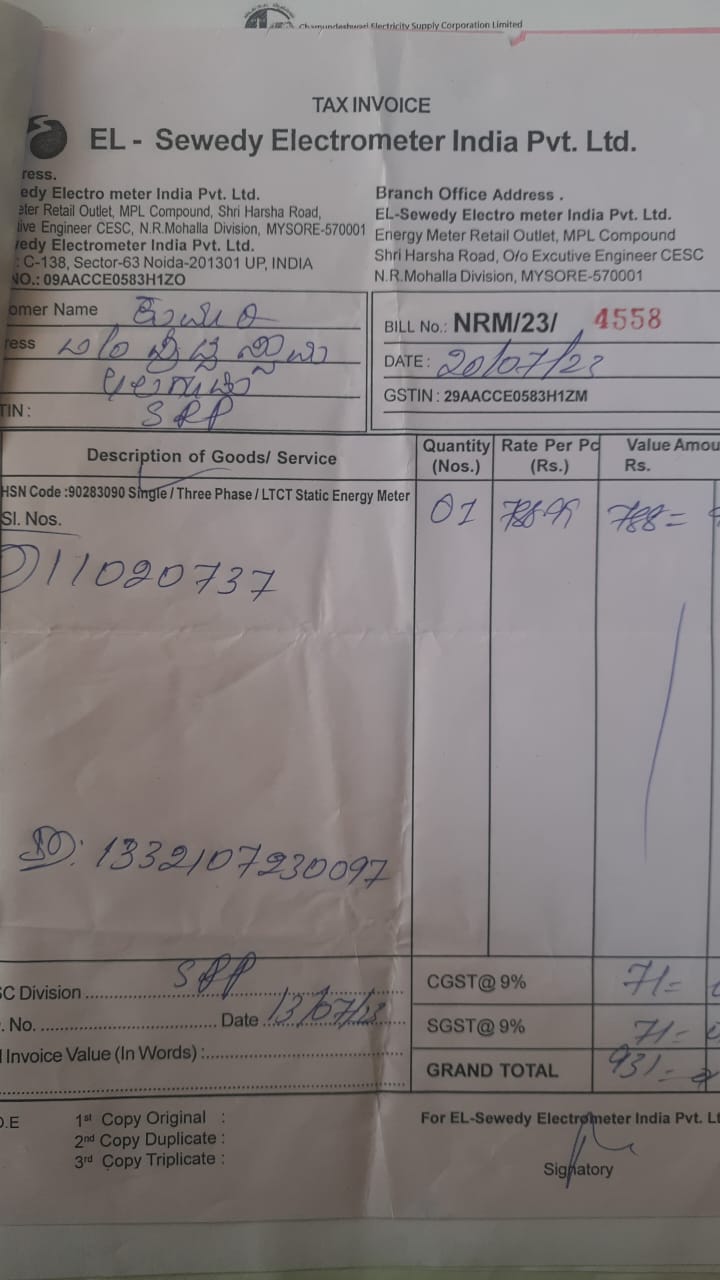 Chamundeshwari Electricity Supply Corporation Limited
TAX INVOICE
EL - Sewedy Electrometer India Pvt. Ltd.
ress.
edy Electro meter India Pvt. Ltd.
eter Retail Outlet, MPL Compound, Shri Harsha Road,
tive Engineer CESC, N.R.Mohalla Division, MYSORE-570001
edy Electrometer India Pvt. Ltd.
: C-138, Sector-63 Noida-201301 UP, INDIA
NO.: 09AACCE0583H1ZO
Branch Office Address .
EL-Sewedy Electro meter India Pvt. Ltd.
Energy Meter Retail Outlet, MPL Compound
Shri Harsha Road, O/o Excutive Engineer CESC
N.R.Mohalla Division, MYSORE-570001
omer Name
ress
TIN : SRP
BILL No.: NRM/23/ 4558
DATE : 20/07/23
GSTIN : 29AACCE0583H1ZM
Description of Goods/ Service Quantity (Nos.) Rate Per Pc (Rs.) Value Amou Rs.
HSN Code :90283090 Single / Three Phase / LTCT Static Energy Meter 01 788=
Sl. Nos.
11020737
1332107230097
C Division SRP
. No. Date 13/07/23
Invoice Value (In Words) :
CGST@ 9% 71=
SGST@ 9% 71=
GRAND TOTAL 931=
O.E
1st Copy Original :
2nd Copy Duplicate :
3rd Copy Triplicate :
For EL-Sewedy Electrometer India Pvt. Lt
Signatory